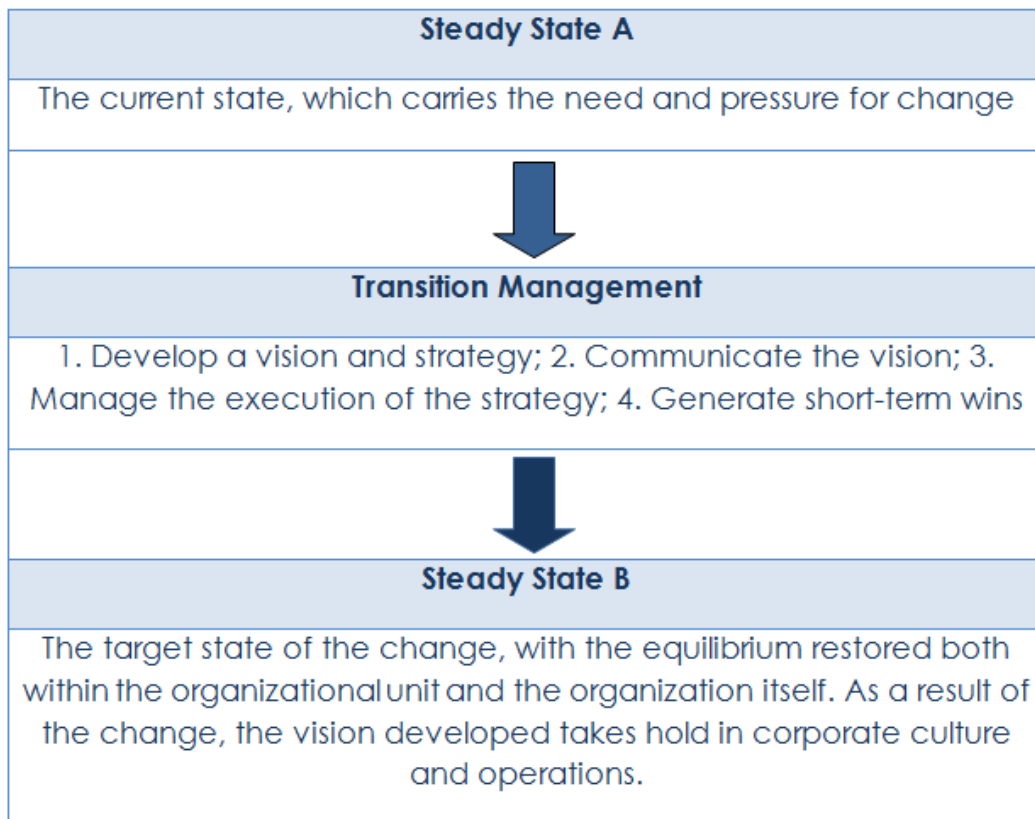 Steady State A
The current state, which carries the need and pressure for change
Transition Management
1. Develop a vision and strategy; 2. Communicate the vision; 3.
Manage the execution of the strategy; 4. Generate short-term wins
Steady State B
The target state of the change, with the equilibrium restored both
within the organizational unit and the organization itself. As a result of
the change, the vision developed takes hold in corporate culture
and operations.